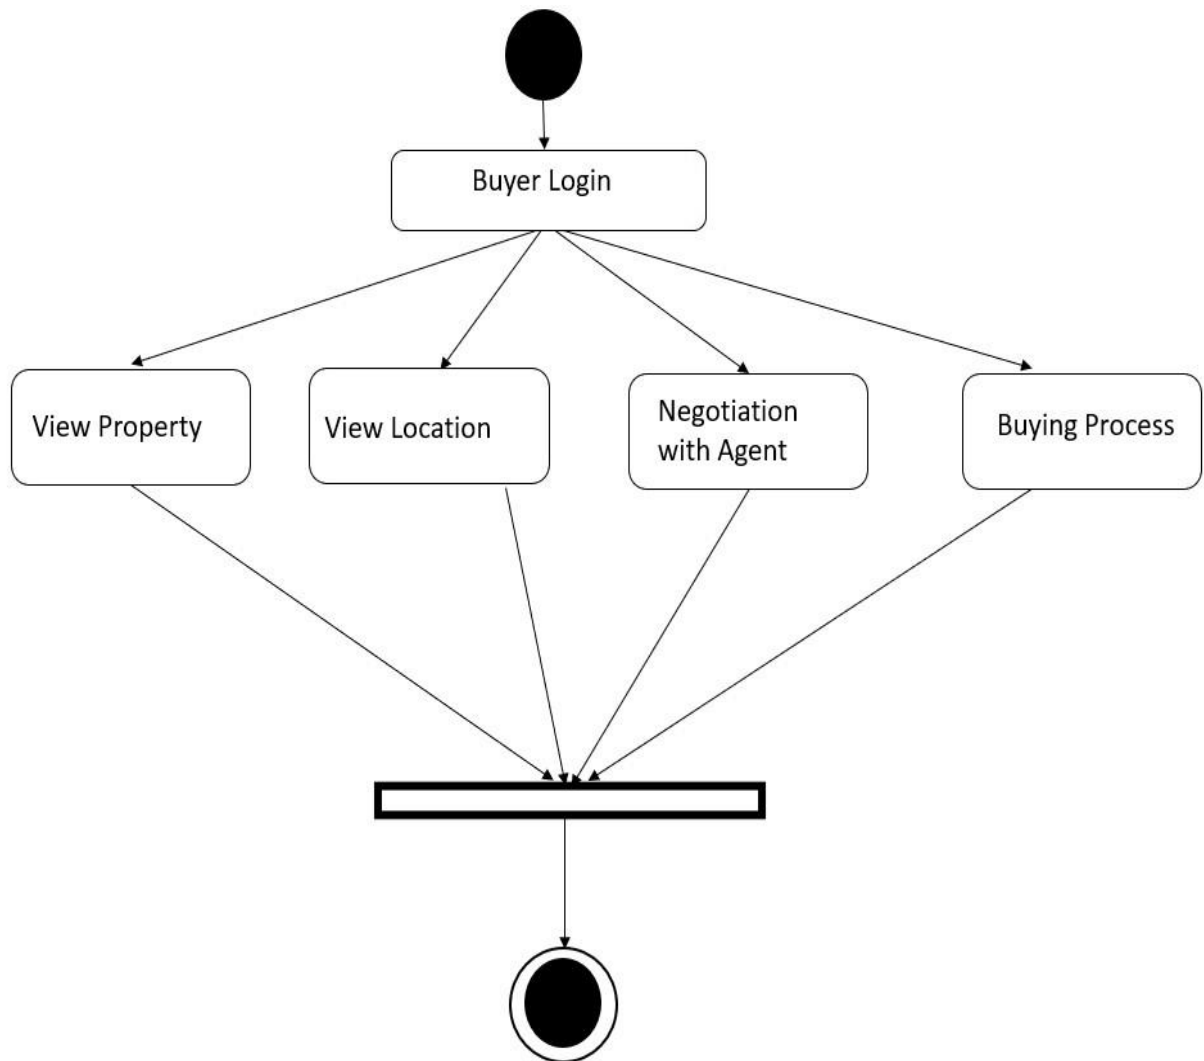 Buyer Login
View Property
View Location
Negotiation
with Agent
Buying Process